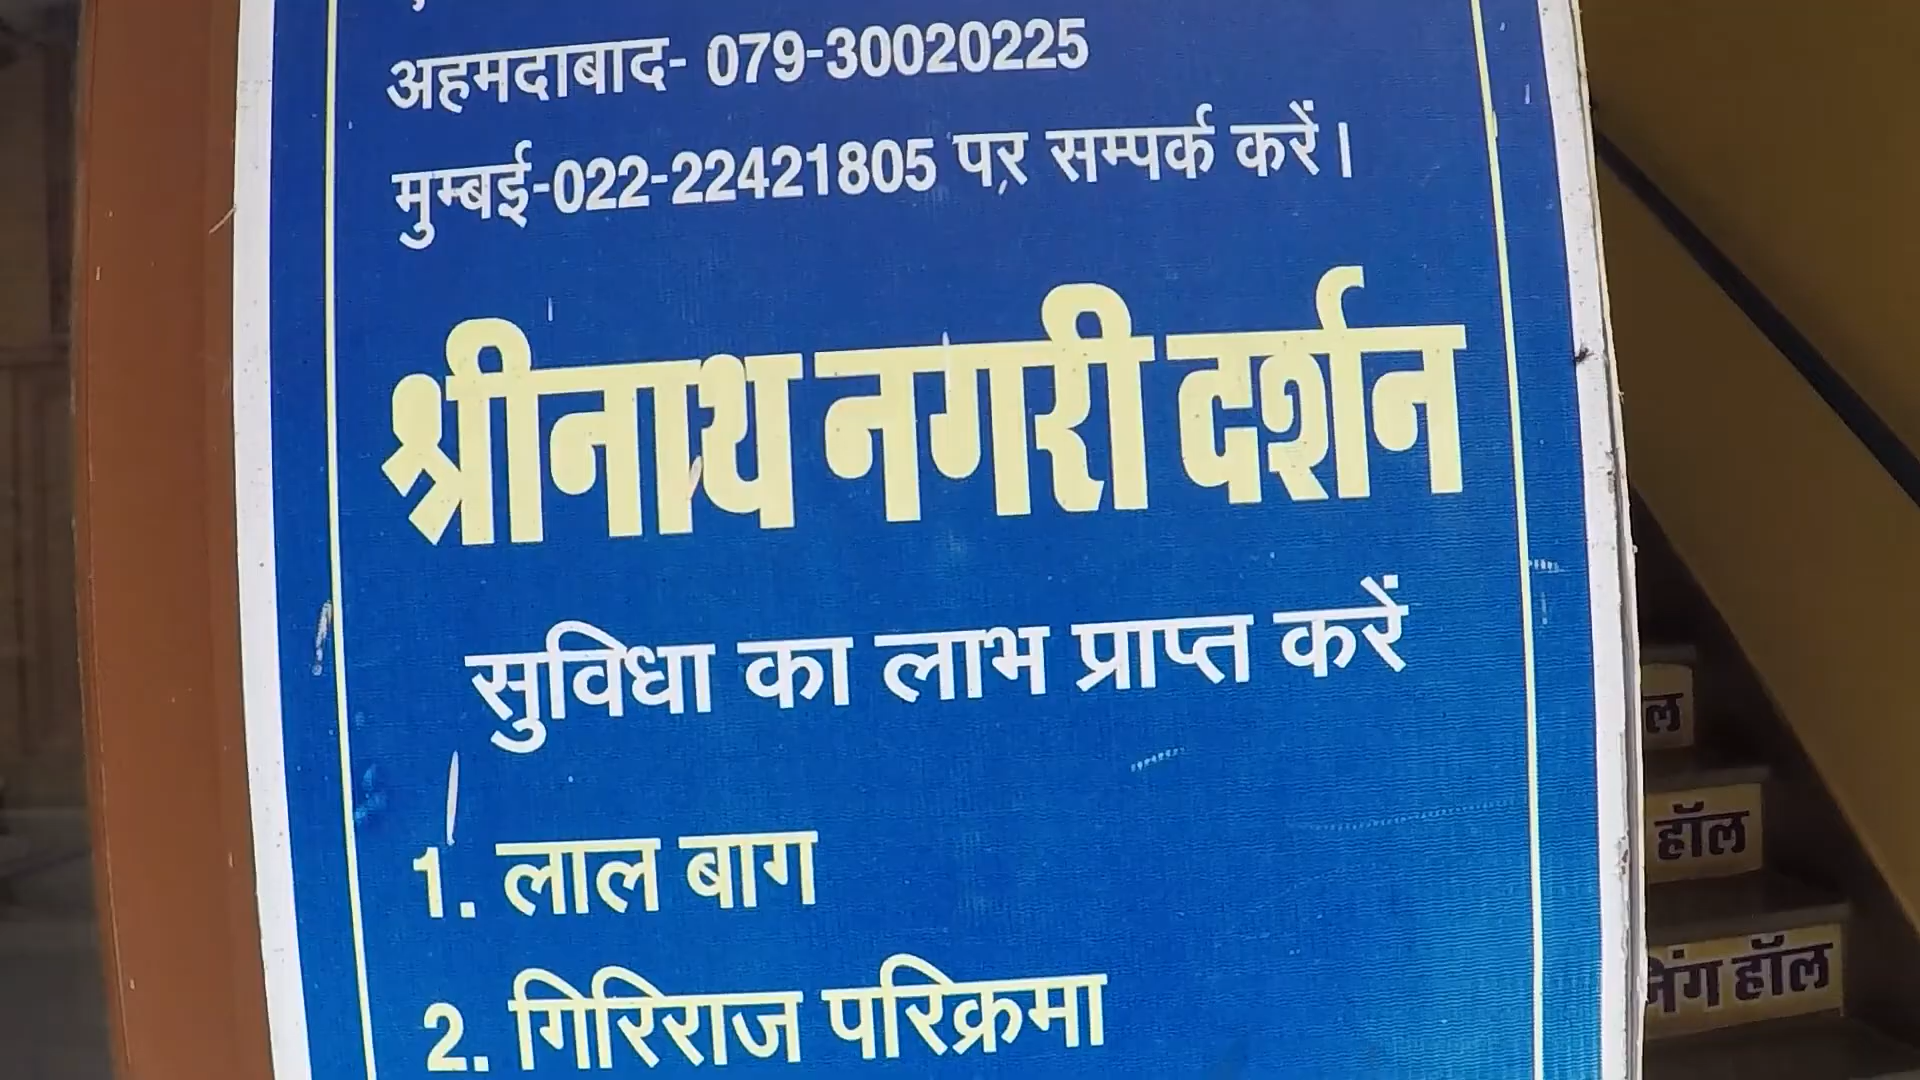 अहमदाबाद- 079-30020225
मुम्बई-022-22421805 पर सम्पर्क करें।
श्रीनाथ नगरी दर्शन
सुविधा का लाभ प्राप्त करें
1. लाल बाग
2. गिरिराज परिक्रमा
हॉल
हॉल